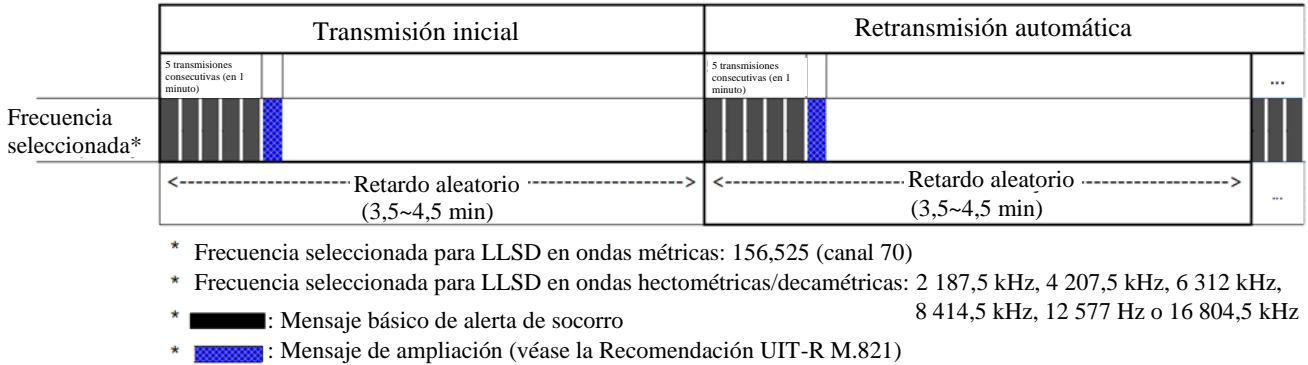 Transmisión inicial
Retransmisión automática
5 transmisiones
consecutivas (en 1
minuto)
5 transmisiones
consecutivas (en 1
minuto)
...
Frecuencia
seleccionada*
Retardo aleatorio
(3,5~4,5 min)
Retardo aleatorio
(3,5~4,5 min)
...
* Frecuencia seleccionada para LLSD en ondas métricas: 156,525 (canal 70)
* Frecuencia seleccionada para LLSD en ondas hectométricas/decamétricas: 2 187,5 kHz, 4 207,5 kHz, 6 312 kHz,
8 414,5 kHz, 12 577 Hz o 16 804,5 kHz
* : Mensaje básico de alerta de socorro
* : Mensaje de ampliación (véase la Recomendación UIT-R M.821)